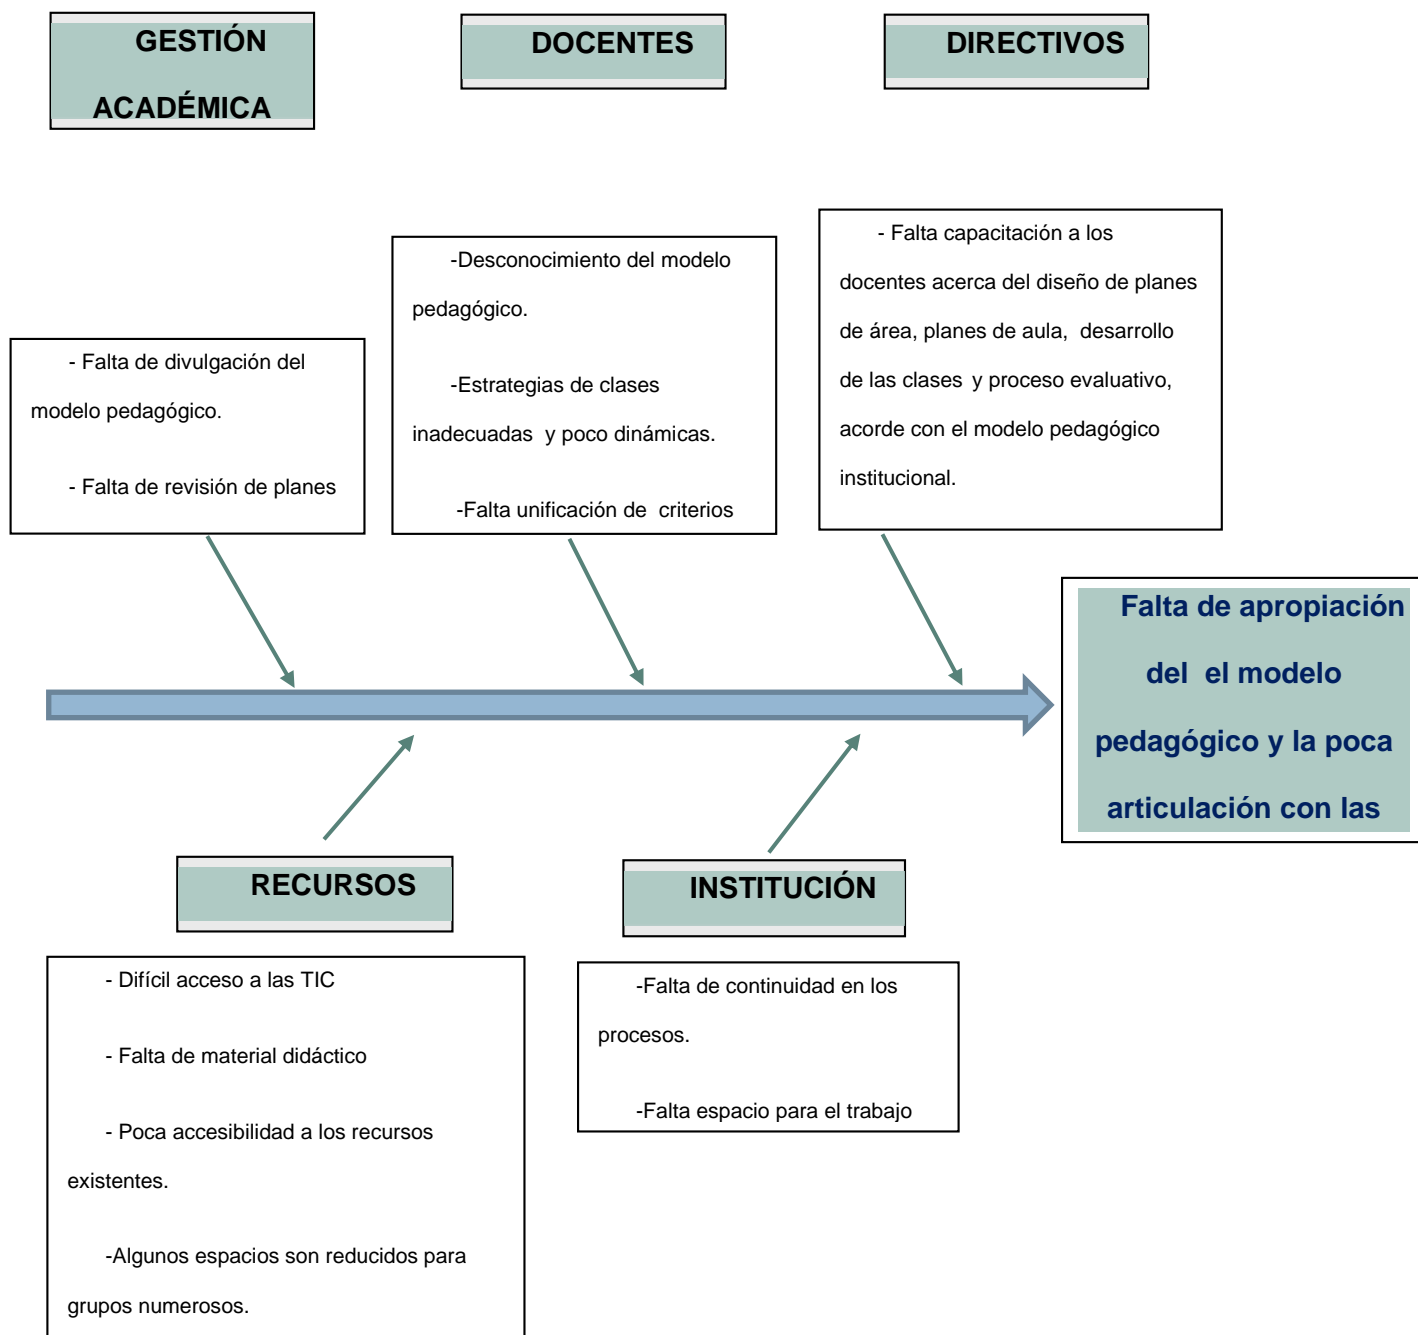 GESTIÓN
ACADÉMICA
DOCENTES
DIRECTIVOS
- Falta de divulgación del
modelo pedagógico.
- Falta de revisión de planes
-Desconocimiento del modelo
pedagógico.
-Estrategias de clases
inadecuadas y poco dinámicas.
-Falta unificación de criterios
- Falta capacitación a los
docentes acerca del diseño de planes
de área, planes de aula, desarrollo
de las clases y proceso evaluativo,
acorde con el modelo pedagógico
institucional.
Falta de apropiación
del el modelo
pedagógico y la poca
articulación con las
RECURSOS
- Difícil acceso a las TIC
- Falta de material didáctico
- Poca accesibilidad a los recursos
existentes.
-Algunos espacios son reducidos para
grupos numerosos.
INSTITUCIÓN
-Falta de continuidad en los
procesos.
-Falta espacio para el trabajo